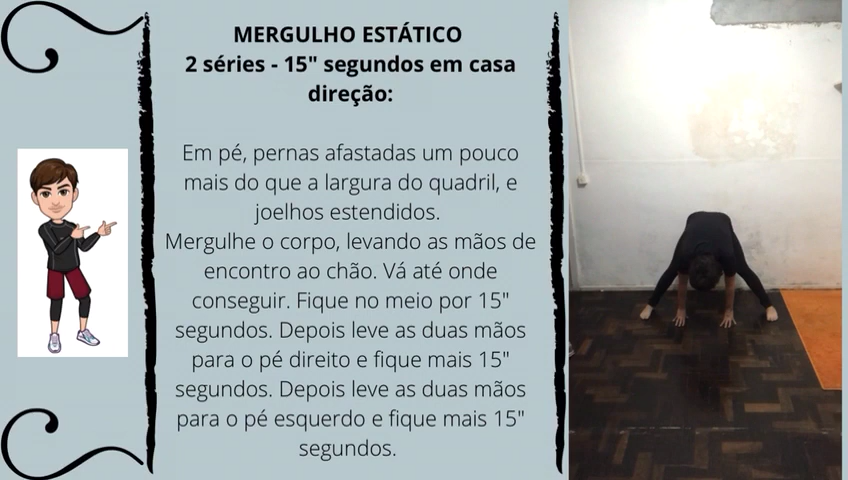 MERGULHO ESTÁTICO
2 séries - 15" segundos em casa
direção:
Em pé, pernas afastadas um pouco
mais do que a largura do quadril, e
joelhos estendidos.
Mergulhe o corpo, levando as mãos de
encontro ao chão. Vá até onde
conseguir. Fique no meio por 15"
segundos. Depois leve as duas mãos
para o pé direito e fique mais 15"
segundos. Depois leve as duas mãos
para o pé esquerdo e fique mais 15"
segundos.